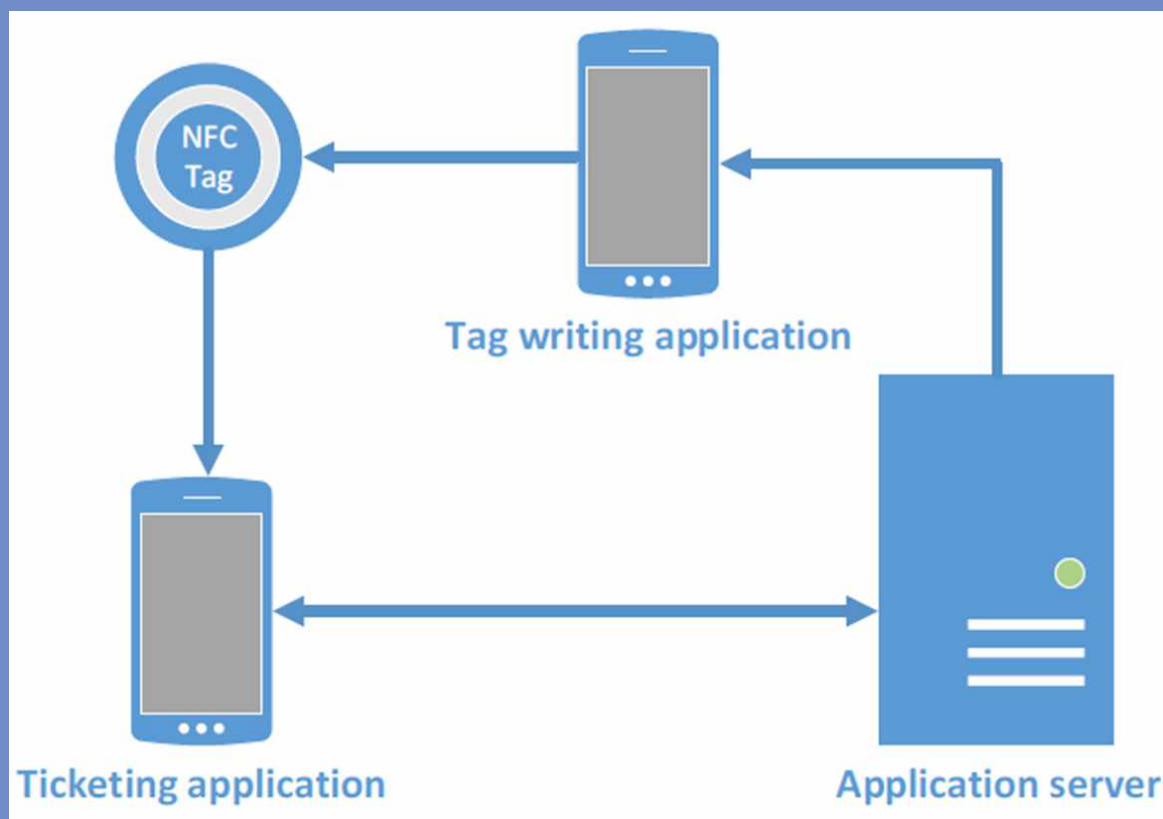 NFC
Tag
Tag writing application
Ticketing application
Application server